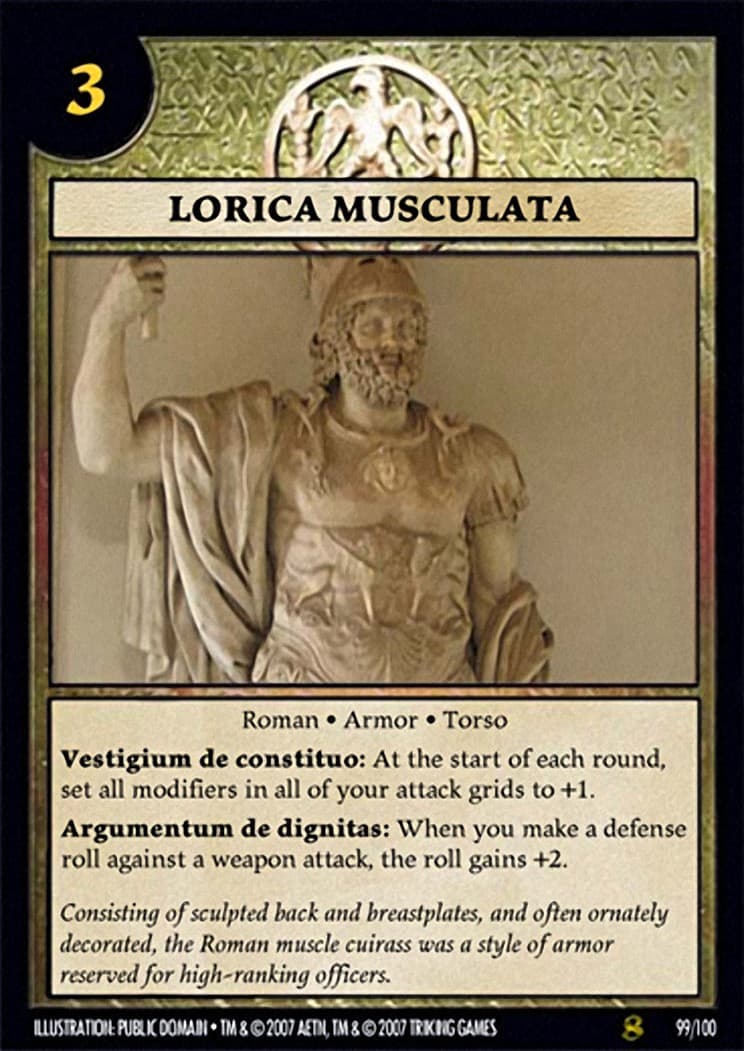 3
LORICA MUSCULATA
Roman • Armor • Torso
Vestigium de constituo: At the start of each round,
set all modifiers in all of your attack grids to +1.
Argumentum de dignitas: When you make a defense
roll against a weapon attack, the roll gains +2.
Consisting of sculpted back and breastplates, and often ornately
decorated, the Roman muscle cuirass was a style of armor
reserved for high-ranking officers.
ILLUSTRATION: PUBLIC DOMAIN • TM & © 2007 AETN, TM & © 2007 TRIKING GAMES 8 99/100